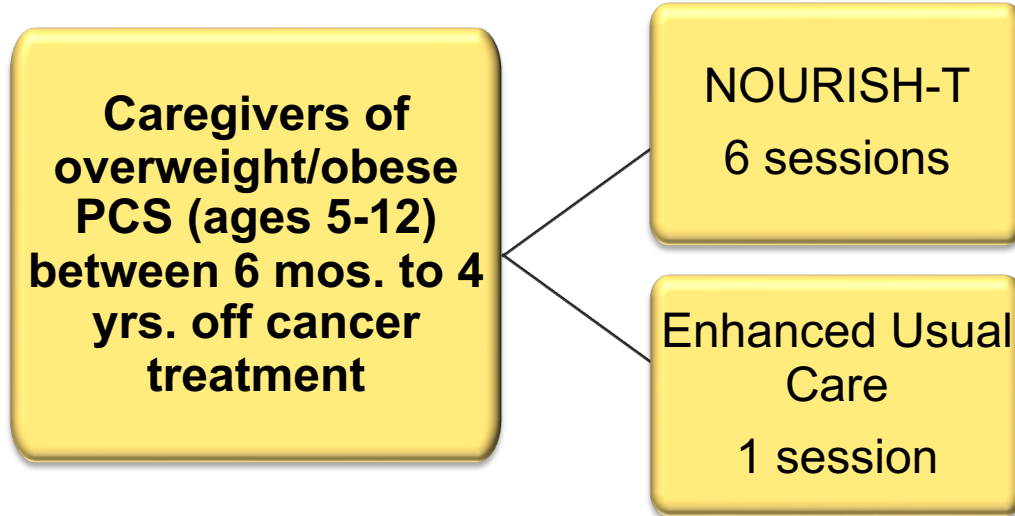 Caregivers of
overweight/obese
PCS (ages 5-12)
between 6 mos. to 4
yrs. off cancer
treatment
NOURISH-T
6 sessions
Enhanced Usual
Care
1 session